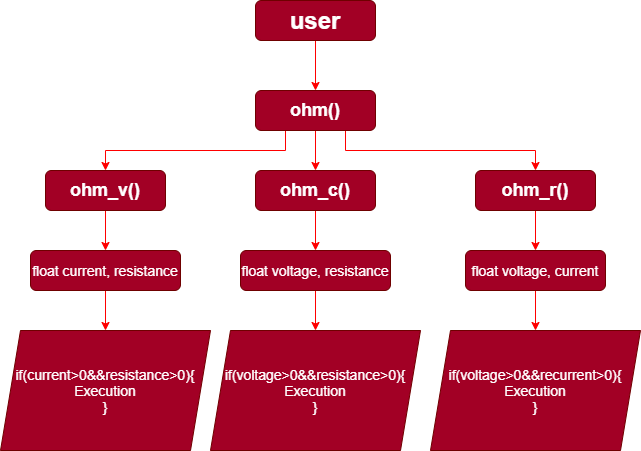 user
ohm()
ohm_v()
ohm_c()
ohm_r()
float current, resistance
float voltage, resistance
float voltage, current
if(current>0&&resistance>0){
Execution
}
if(voltage>0&&resistance>0){
Execution
}
if(voltage>0&&recurrent>0){
Execution
}